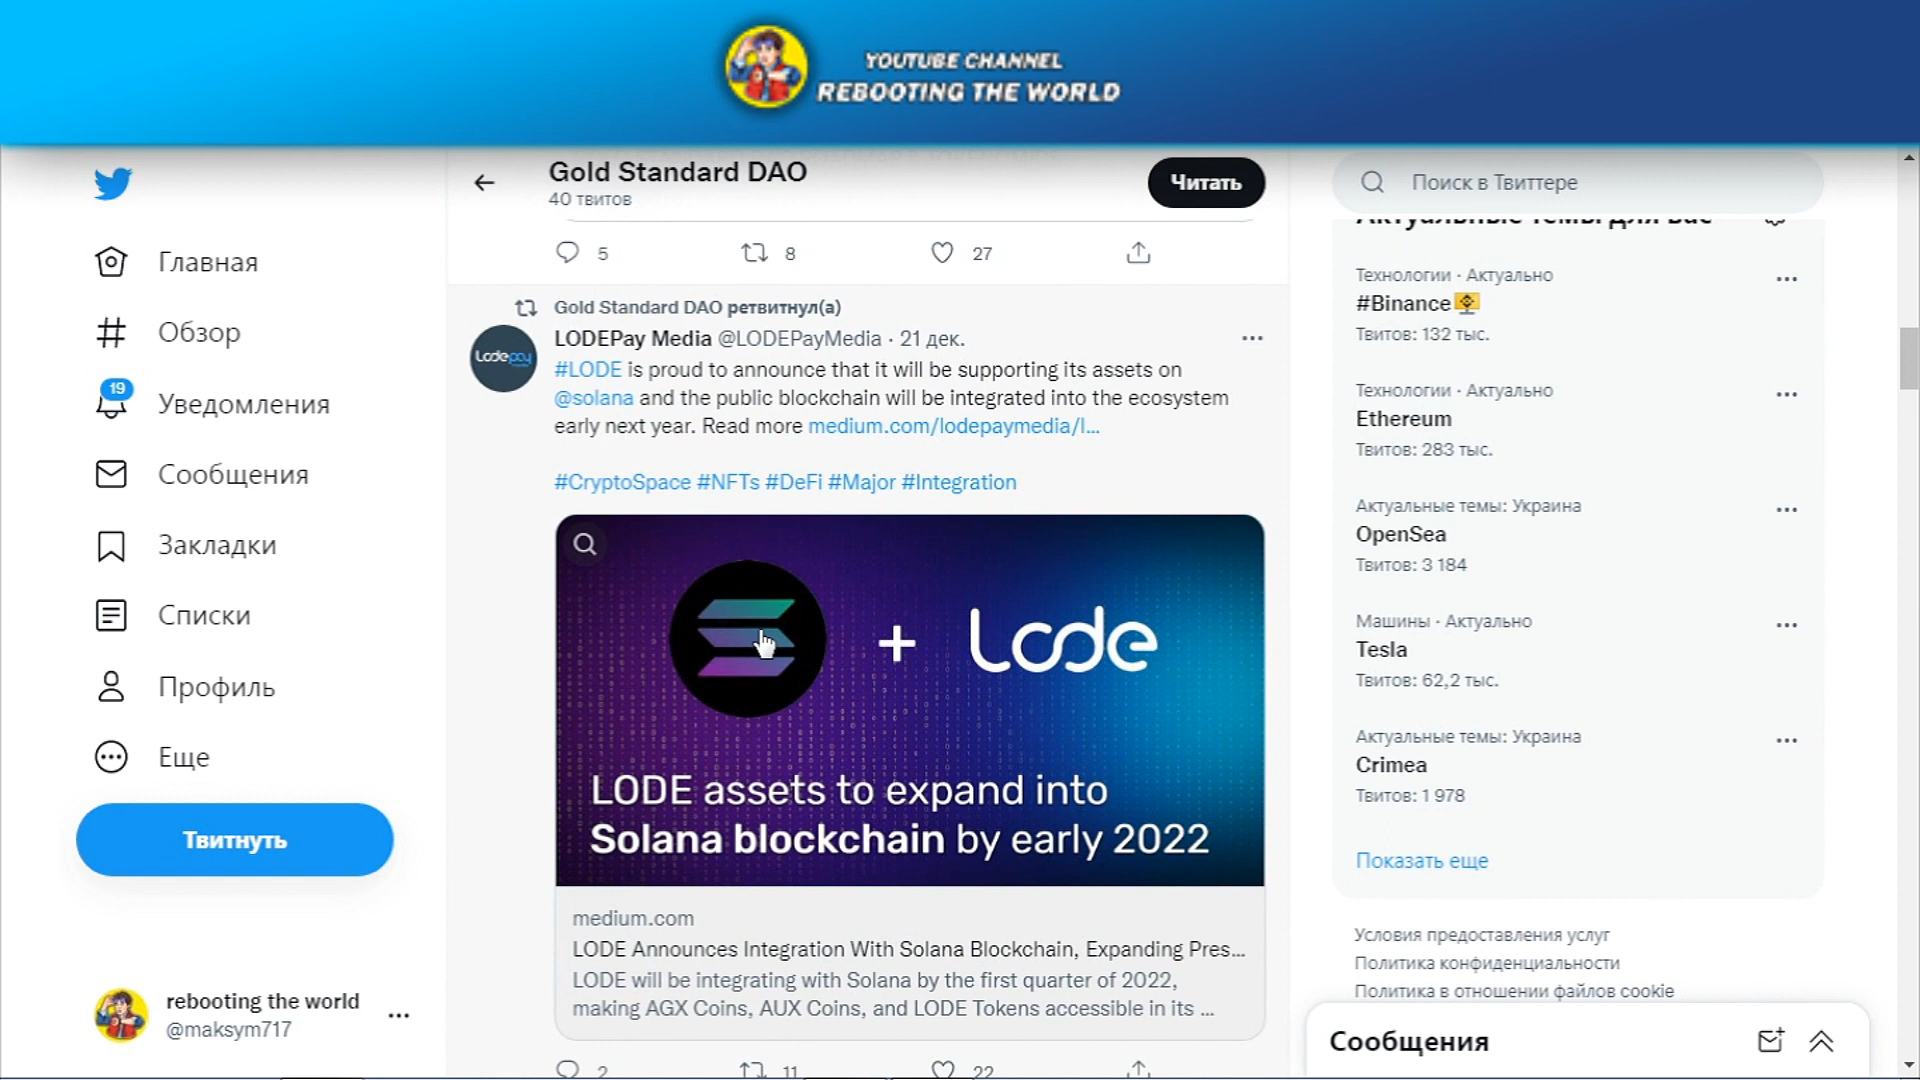 YOUTUBE CHANNEL
REBOOTING THE WORLD
Gold Standard DAO
40 твитов
Читать
Поиск в Твиттере
Главная
Обзор
19
Уведомления
Сообщения
Закладки
Списки
Профиль
Еще
Твитнуть
rebooting the world
@maksym717
5
8
27
Gold Standard DAO ретвитнул(а)
Lodepay
LODEPay Media @LODEPayMedia · 21 дек.
#LODE is proud to announce that it will be supporting its assets on
@solana and the public blockchain will be integrated into the ecosystem
early next year. Read more medium.com/lodepaymedia/l...
#CryptoSpace #NFTs #DeFi #Major #Integration
+ Lode
LODE assets to expand into
Solana blockchain by early 2022
medium.com
LODE Announces Integration With Solana Blockchain, Expanding Pres...
LODE will be integrating with Solana by the first quarter of 2022,
making AGX Coins, AUX Coins, and LODE Tokens accessible in its ...
2
11
22
Актуальные темы для вас
Технологии · Актуально
#Binance
Твитов: 132 тыс.
Технологии · Актуально
Ethereum
Твитов: 283 тыс.
Актуальные темы: Украина
OpenSea
Твитов: 3 184
Машины · Актуально
Tesla
Твитов: 62,2 тыс.
Актуальные темы: Украина
Crimea
Твитов: 1 978
Показать еще
Условия предоставления услуг
Политика конфиденциальности
Политика в отношении файлов cookie
Сообщения